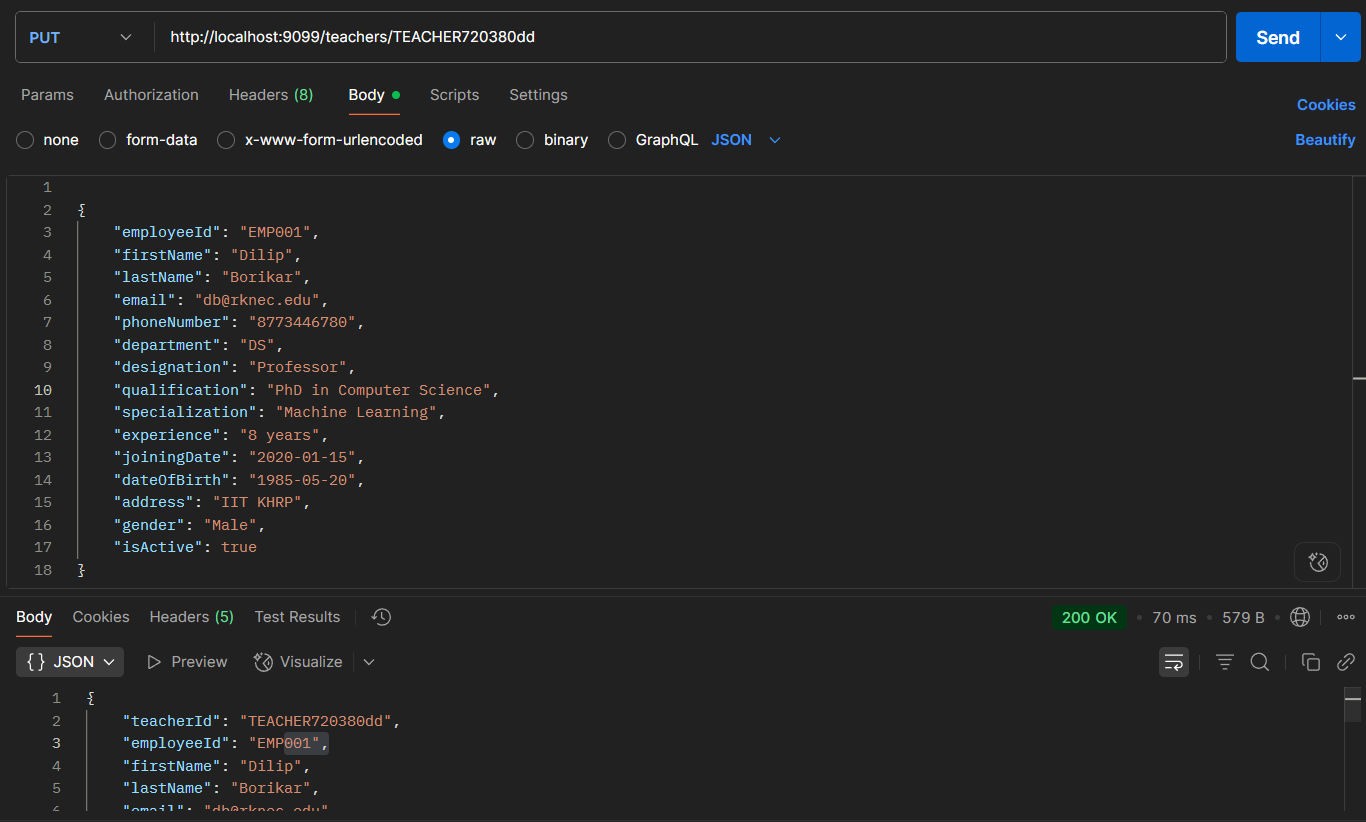 PUT http://localhost:9099/teachers/TEACHER720380dd Send
Params Authorization Headers (8) Body Scripts Settings
Cookies
none form-data x-www-form-urlencoded raw binary GraphQL JSON Beautify
1
2 {
3 "employeeId": "EMP001",
4 "firstName": "Dilip",
5 "lastName": "Borikar",
6 "email": "db@rknec.edu",
7 "phoneNumber": "8773446780",
8 "department": "DS",
9 "designation": "Professor",
10 "qualification": "PhD in Computer Science",
11 "specialization": "Machine Learning",
12 "experience": "8 years",
13 "joiningDate": "2020-01-15",
14 "dateOfBirth": "1985-05-20",
15 "address": "IIT KHRP",
16 "gender": "Male",
17 "isActive": true
18 }
Body Cookies Headers (5) Test Results 200 OK • 70 ms • 579 B •
{} JSON Preview Visualize
1 {
2 "teacherId": "TEACHER720380dd",
3 "employeeId": "EMP001",
4 "firstName": "Dilip",
5 "lastName": "Borikar",
6 "email": "db@rknec.edu"